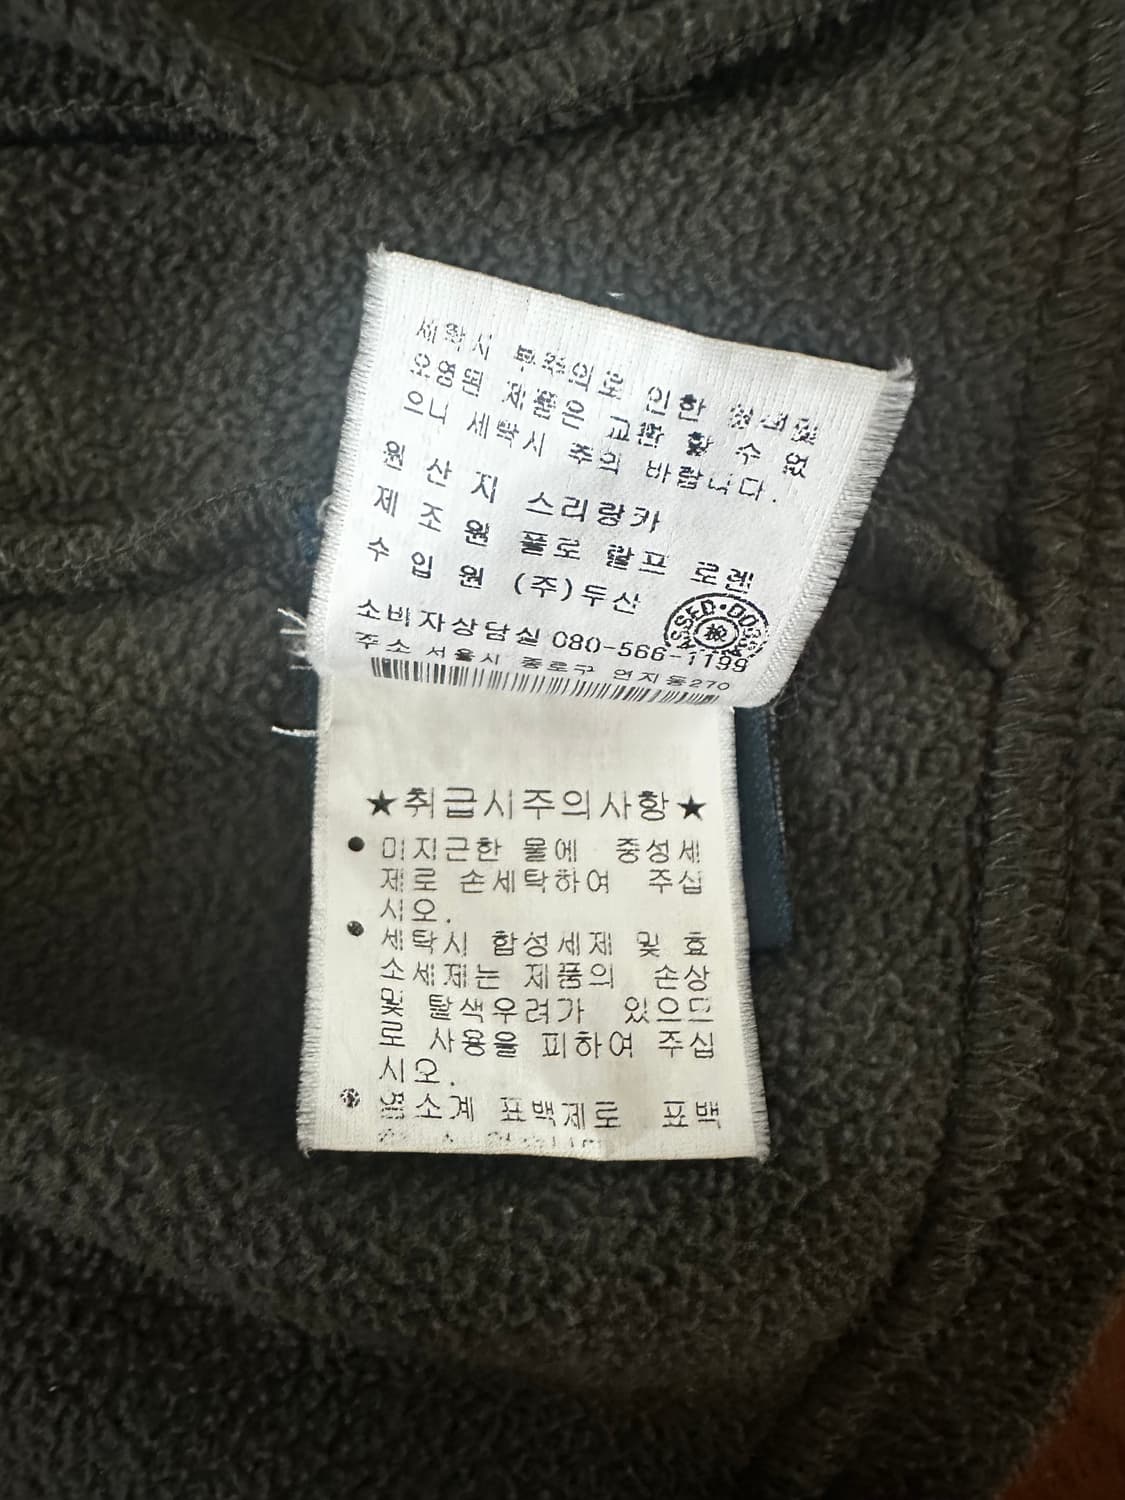 세탁시 부주의로 인한 변색및
오염된 제품은 교환 할 수 없
으니 세탁시 주의 바랍니다.
원 산 지 스리랑카
제 조 원 폴로 랄프 로렌
수 입 원 (주)두산
소비자상담실 080-566-1199
주소 서울시 종로구 연지동270
★취급시주의사항★
● 미지근한 물에 중성세
제로 손세탁하여 주십
시오.
● 세탁시 합성세제 및 효
소세제는 제품의 손상
및 탈색우려가 있으므
로 사용을 피하여 주십
시오.
● 염소계 표백제로 표백